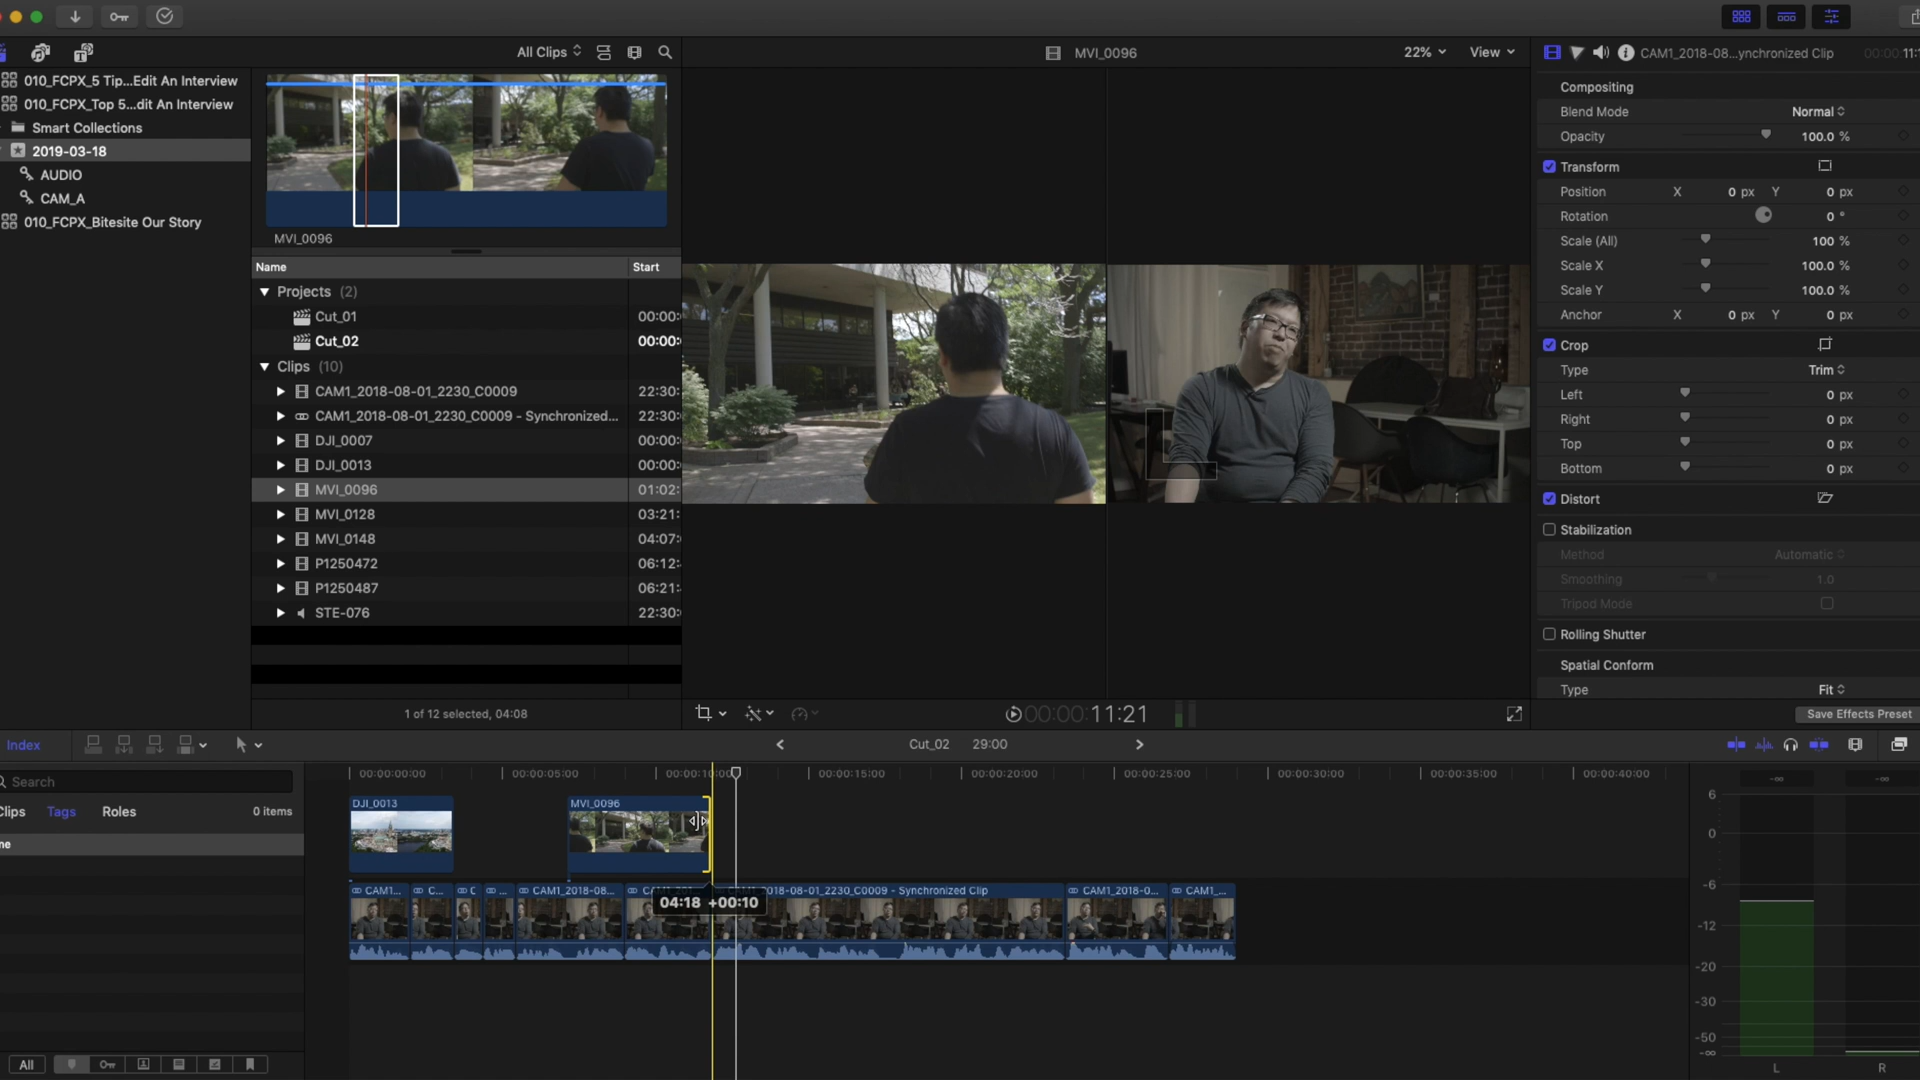 All Clips
MVI_0096
22%
View
CAM1_2018-08...ynchronized Clip
00:00:11:
010_FCPX_5 Tip...Edit An Interview
010_FCPX_Top 5...dit An Interview
Smart Collections
2019-03-18
AUDIO
CAM_A
010_FCPX_Bitesite Our Story
MVI_0096
Name
Start
Projects (2)
Cut_01
00:00:
Cut_02
00:00:
Clips (10)
CAM1_2018-08-01_2230_C0009
22:30:
CAM1_2018-08-01_2230_C0009 - Synchronized...
22:30:
DJI_0007
00:00:
DJI_0013
00:00:
MVI_0096
01:02:
MVI_0128
03:21:
MVI_0148
04:07:
P1250472
06:12:
P1250487
06:21:
STE-076
22:30:
1 of 12 selected, 04:08
00:00:00:11:21
Compositing
Blend Mode
Normal
Opacity
100.0 %
Transform
Position
X 0 px Y 0 px
Rotation
0 °
Scale (All)
100 %
Scale X
100.0 %
Scale Y
100.0 %
Anchor
X 0 px Y 0 px
Crop
Type
Trim
Left
0 px
Right
0 px
Top
0 px
Bottom
0 px
Distort
Stabilization
Method
Automatic
Smoothing
1.0
Tripod Mode
Rolling Shutter
Spatial Conform
Type
Fit
Save Effects Preset
Index
Cut_02 29:00
Search
Clips
Tags
Roles
0 items
me
All
00:00:00:00
00:00:05:00
00:00:10:00
00:00:15:00
00:00:20:00
00:00:25:00
00:00:30:00
00:00:35:00
00:00:40:00
DJI_0013
MVI_0096
CAM1...
C...
C
...
CAM1_2018-08...
CAM1_2018-08-01_2230_C0009 - Synchronized Clip
CAM1_2018-0...
CAM1_...
04:18 +00:10
-∞
-∞
6
0
-6
-12
-20
-30
-50
-∞
L
R